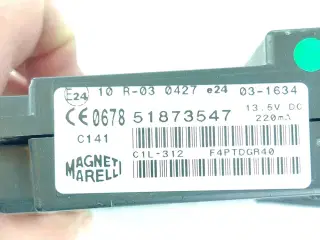 E24 10 R-03 0427 e24 03-1634
CE 0678 51873547 13.5V DC
220mA
C141
MAGNETI
MARELLI
C1L-312 F4PTDGR40